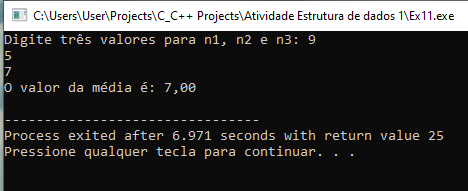 C:\Users\User\Projects\C_C++ Projects\Atividade Estrutura de dados 1\Ex11.exe
Digite três valores para n1, n2 e n3: 9
5
7
O valor da média é: 7,00
--------------------------------
Process exited after 6.971 seconds with return value 25
Pressione qualquer tecla para continuar. . .